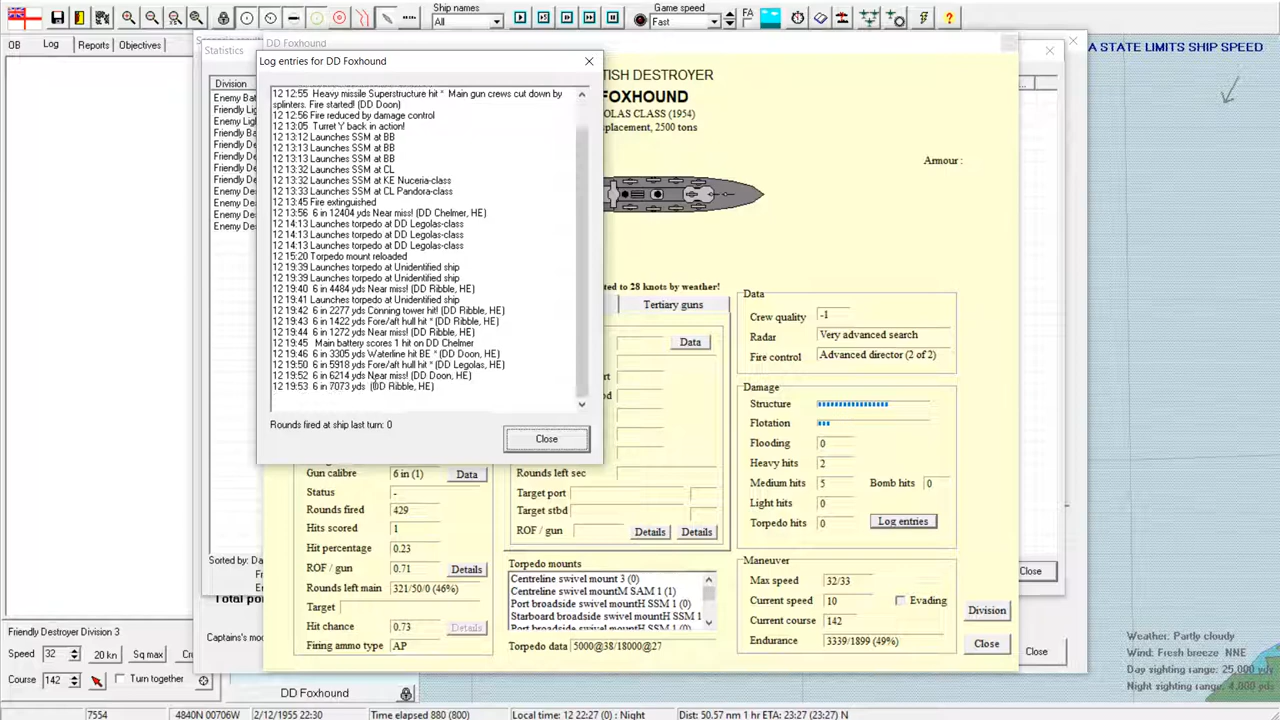 Ship names
All
Game speed
Fast
FA
OB
Log
Reports
Objectives
Statistics
DD Foxhound
A STATE LIMITS SHIP SPEED
Division
Enemy Bat
Friendly Lig
Enemy Ligh
Friendly Ba
Friendly De
Friendly De
Friendly De
Enemy Des
Enemy Des
Enemy Des
Enemy Des
Log entries for DD Foxhound
12 12:55 Heavy missile Superstructure hit * Main gun crews cut down by
splinters. Fire started! (DD Doon)
12 12:56 Fire reduced by damage control
12 13:05 Turret Y back in action!
12 13:12 Launches SSM at BB
12 13:13 Launches SSM at BB
12 13:13 Launches SSM at BB
12 13:32 Launches SSM at CL
12 13:32 Launches SSM at KE Nuceria-class
12 13:33 Launches SSM at CL Pandora-class
12 13:45 Fire extinguished
12 13:56 6 in 12404 yds Near miss! (DD Chelmer, HE)
12 14:13 Launches torpedo at DD Legolas-class
12 14:13 Launches torpedo at DD Legolas-class
12 14:13 Launches torpedo at DD Legolas-class
12 15:20 Torpedo mount reloaded
12 19:39 Launches torpedo at Unidentified ship
12 19:39 Launches torpedo at Unidentified ship
12 19:40 6 in 4484 yds Near miss! (DD Ribble, HE)
12 19:41 Launches torpedo at Unidentified ship
12 19:42 6 in 2277 yds Conning tower hit! (DD Ribble, HE)
12 19:43 6 in 1422 yds Fore/aft hull hit * (DD Ribble, HE)
12 19:44 6 in 1272 yds Near miss! (DD Ribble, HE)
12 19:45 Main battery scores 1 hit on DD Chelmer
12 19:46 6 in 3305 yds Waterline hit BE * (DD Doon, HE)
12 19:50 6 in 5918 yds Fore/aft hull hit * (DD Legolas, HE)
12 19:52 6 in 6214 yds Near miss! (DD Doon, HE)
12 19:53 6 in 7073 yds (DD Ribble, HE)
Rounds fired at ship last turn: 0
Close
TISH DESTROYER
FOXHOUND
OLAS CLASS (1954)
placement, 2500 tons
Armour :
ted to 28 knots by weather!
Tertiary guns
Data
rt
Gun calibre 6 in (1) Data
Status -
Rounds fired 429
Hits scored 1
Hit percentage 0.23
ROF / gun 0.71 Details
Rounds left main 321/50/0 (46%)
Target
Hit chance 0.73 Details
Firing ammo type AP
Rounds left sec
Target port
Target stbd
ROF / gun Details Details
Torpedo mounts
Centreline swivel mount 3 (0)
Centreline swivel mountM SAM 1 (1)
Port broadside swivel mountH SSM 1 (0)
Starboard broadside swivel mountH SSM 1
Port broadside swivel mountH SSM 1 (0)
Torpedo data 5000@38/18000@27
Data
Crew quality -1
Radar Very advanced search
Fire control Advanced director (2 of 2)
Damage
Structure
Flotation
Flooding 0
Heavy hits 2
Medium hits 5 Bomb hits 0
Light hits 0
Torpedo hits 0 Log entries
Maneuver
Max speed 32/33
Current speed 10 Evading
Current course 142
Endurance 3339/1899 (49%)
Division
Close
Close
Close
Sorted by: Da
Total poi
Captain's mo
Friendly Destroyer Division 3
Speed 32 20 kn Sq max Cru
Course 142 Turn together
DD Foxhound
Weather: Partly cloudy
Wind: Fresh breeze NNE
Day sighting range: 25,000 yds
Night sighting range: 4,000 yds
7554 4840N 00706W 2/12/1955 22:30 Time elapsed 880 (800) Local time: 12 22:27 (0) : Night Dist: 50.57 nm 1 hr ETA: 23:27 (23:27) N